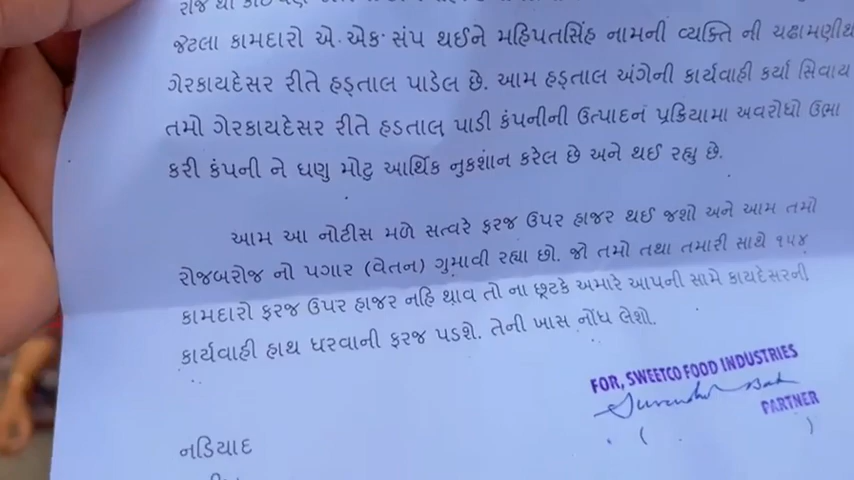 રોજ થી
જેટલા કામદારો એ એક સંપ થઈને મહિપતસિંહ નામની વ્યક્તિ ની ચઢામણીથ
ગેરકાયદેસર રીતે હડતાલ પાડેલ છે. આમ હડતાલ અંગેની કાર્યવાહી કર્યા સિવાય
તમો ગેરકાયદેસર રીતે હડતાલ પાડી કંપનીની ઉત્પાદન પ્રક્રિયામા અવરોધો ઉભા
કરી કંપની ને ઘણુ મોટુ આર્થિક નુકશાન કરેલ છે અને થઈ રહ્યુ છે.
આમ આ નોટીસ મળે સત્વરે ફરજ ઉપર હાજર થઈ જશો અને આમ તમો
રોજબરોજ નો પગાર (વેતન) ગુમાવી રહ્યા છો. જો તમો તથા તમારી સાથે ૧૫૪
કામદારો ફરજ ઉપર હાજર નહિ થાવ તો ના છૂટકે અમારે આપની સામે કાયદેસરની
કાર્યવાહી હાથ ધરવાની ફરજ પડશે. તેની ખાસ નોંધ લેશો.
FOR, SWEETCO FOOD INDUSTRIES
PARTNER
( )
નડિયાદ